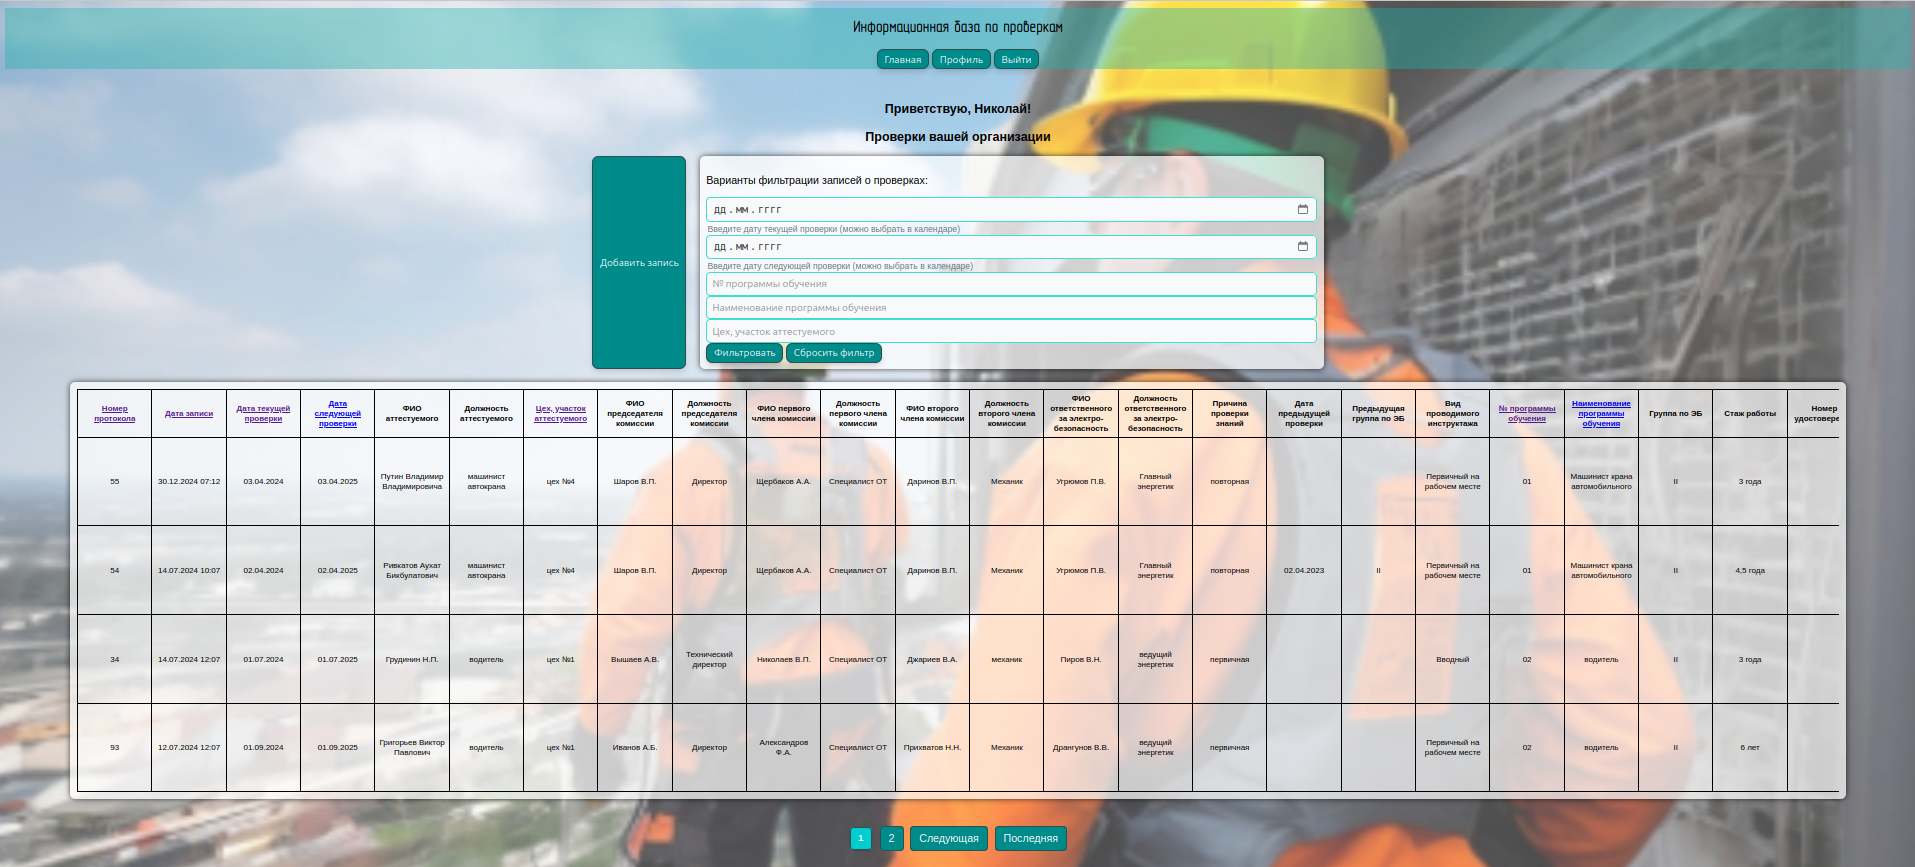 Информационная база по проверкам
Главная Профиль Выйти
Приветствую, Николай!
Проверки вашей организации
Добавить запись
Варианты фильтрации записей о проверках:
дд.мм.гггг
Введите дату текущей проверки (можно выбрать в календаре)
дд.мм.гггг
Введите дату следующей проверки (можно выбрать в календаре)
№ программы обучения
Наименование программы обучения
Цех, участок аттестуемого
Фильтровать Сбросить фильтр
Номер протокола Дата записи Дата текущей проверки Дата следующей проверки ФИО аттестуемого Должность аттестуемого Цех, участок аттестуемого ФИО председателя комиссии Должность председателя комиссии ФИО первого члена комиссии Должность первого члена комиссии ФИО второго члена комиссии Должность второго члена комиссии ФИО ответственного за электро-безопасность Должность ответственного за электро-безопасность Причина проверки знаний Дата предыдущей проверки Предыдущая группа по ЭБ Вид проводимого инструктажа № программы обучения Наименование программы обучения Группа по ЭБ Стаж работы Номер удостовере
55 30.12.2024 07:12 03.04.2024 03.04.2025 Путин Владимир Владимировича машинист автокрана цех №4 Шаров В.П. Директор Щербаков А.А. Специалист ОТ Даринов В.П. Механик Угрюмов П.В. Главный энергетик повторная Первичный на рабочем месте 01 Машинист крана автомобильного II 3 года
54 14.07.2024 10:07 02.04.2024 02.04.2025 Ривкатов Аухат Бикбулатович машинист автокрана цех №4 Шаров В.П. Директор Щербаков А.А. Специалист ОТ Даринов В.П. Механик Угрюмов П.В. Главный энергетик повторная 02.04.2023 II Первичный на рабочем месте 01 Машинист крана автомобильного II 4,5 года
34 14.07.2024 12:07 01.07.2024 01.07.2025 Грудинин Н.П. водитель цех №1 Вышаев А.В. Технический директор Николаев В.П. Специалист ОТ Джариев В.А. механик Пиров В.Н. ведущий энергетик первичная Вводный 02 водитель II 3 года
93 12.07.2024 12:07 01.09.2024 01.09.2025 Григорьев Виктор Павлович водитель цех №1 Иванов А.Б. Директор Александров Ф.А. Специалист ОТ Прихватов Н.Н. Механик Дрангунов В.В. ведущий энергетик первичная Первичный на рабочем месте 02 водитель II 6 лет
1 2 Следующая Последняя